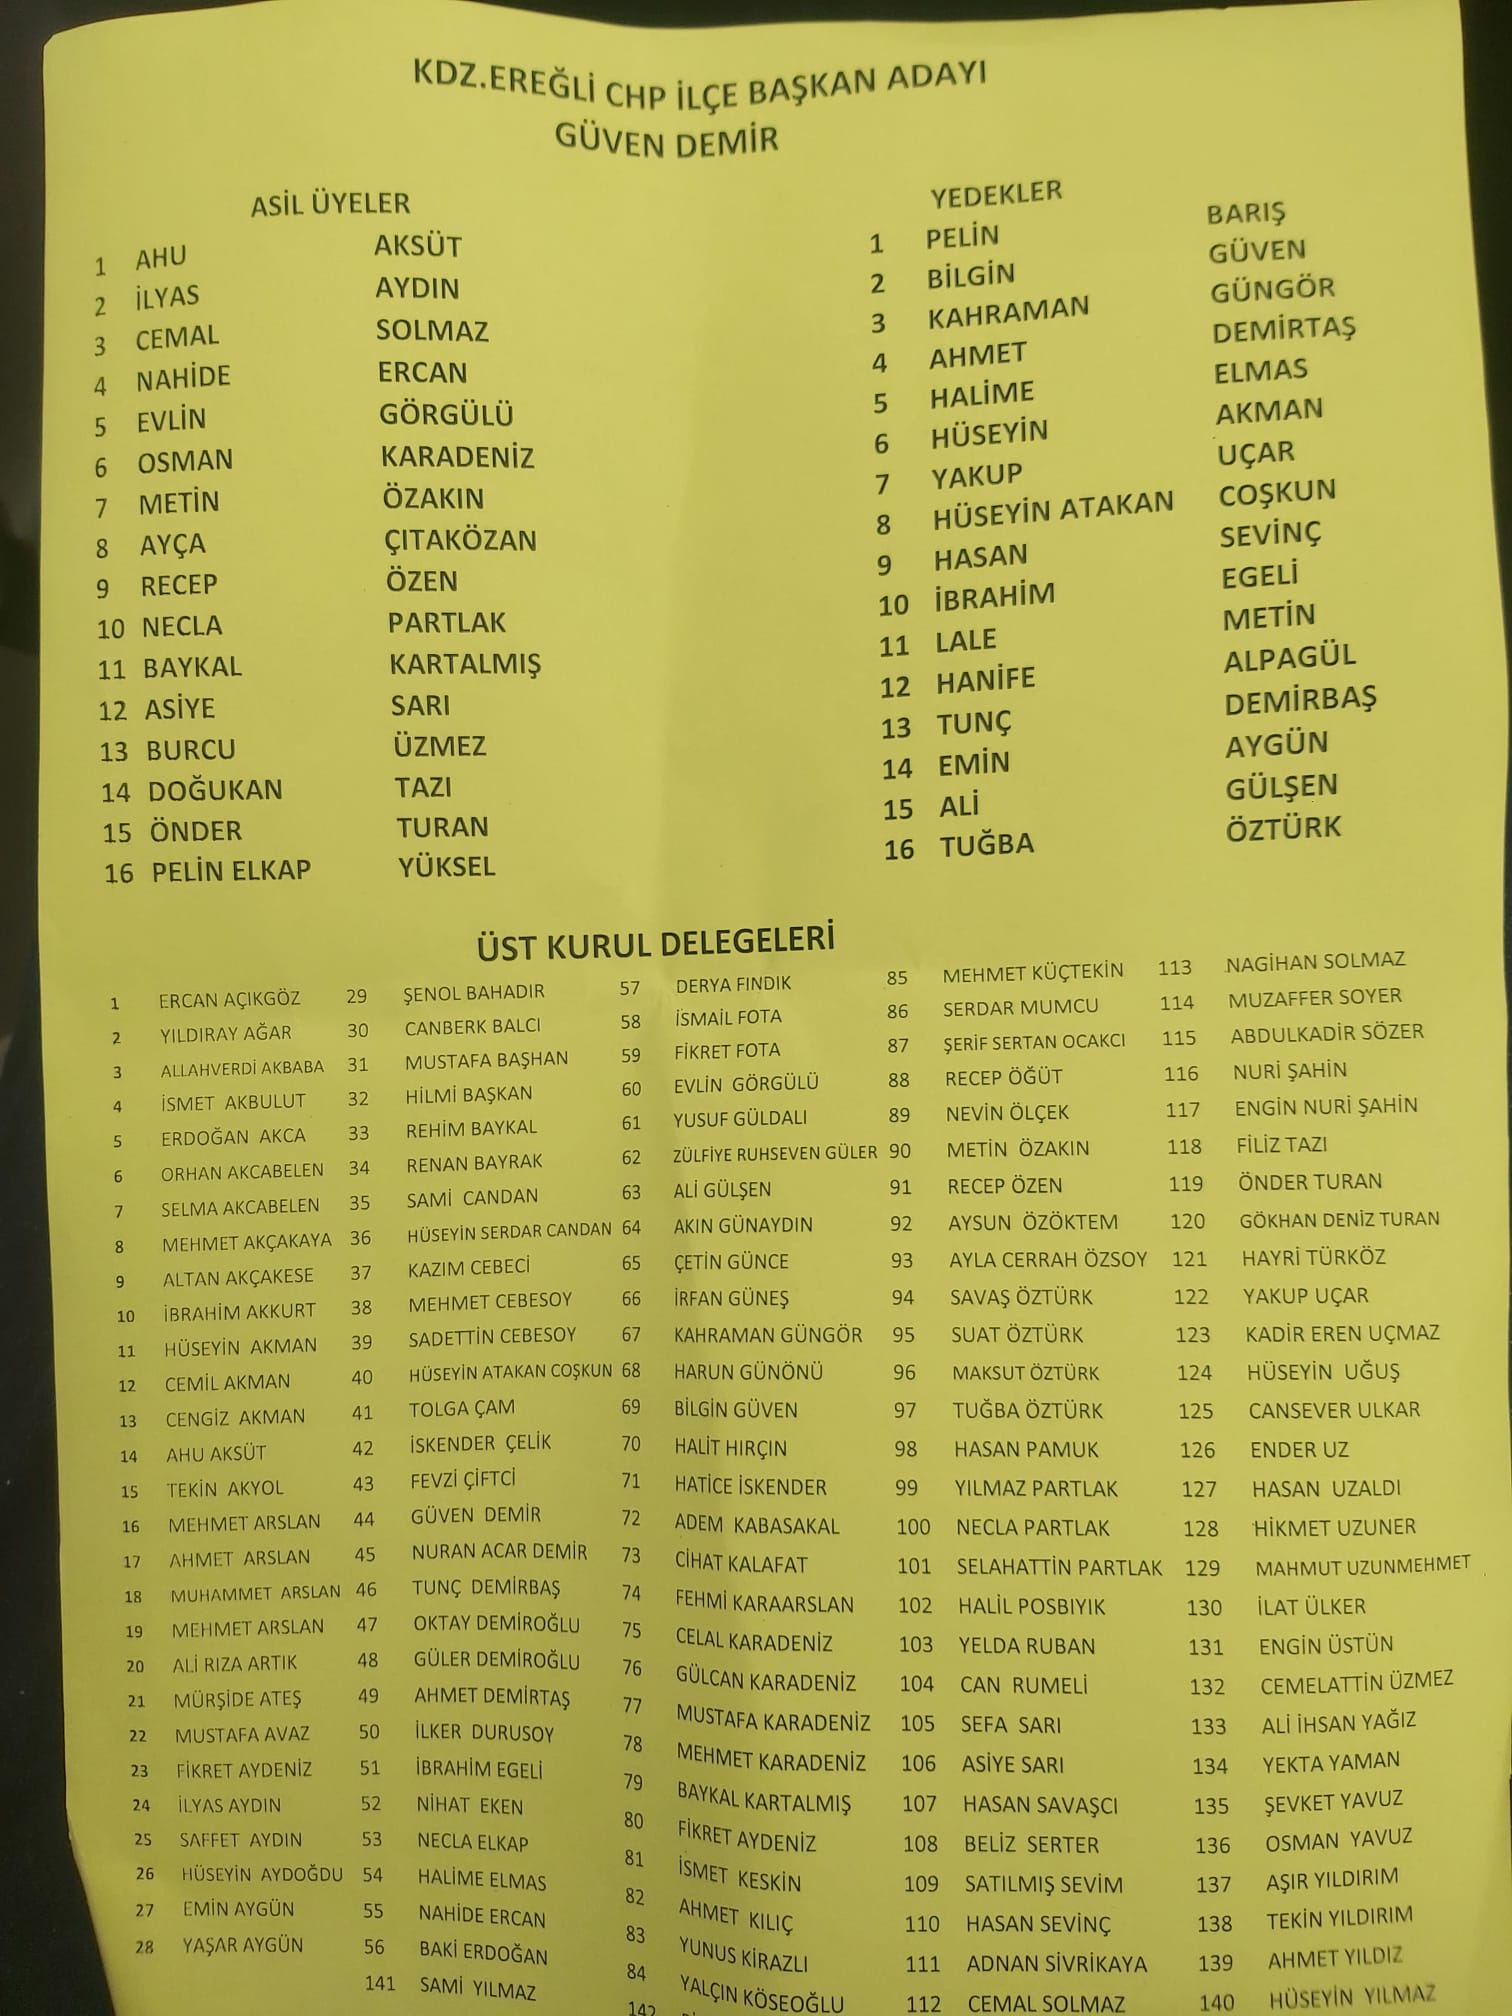 KDZ.EREĞLİ CHP İLÇE BAŞKAN ADAYI
GÜVEN DEMİR
ASİL ÜYELER
1 AHU AKSÜT
2 İLYAS AYDIN
3 CEMAL SOLMAZ
4 NAHİDE ERCAN
5 EVLİN GÖRGÜLÜ
6 OSMAN KARADENİZ
7 METİN ÖZAKIN
8 AYÇA ÇITAKÖZAN
9 RECEP ÖZEN
10 NECLA PARTLAK
11 BAYKAL KARTALMIŞ
12 ASİYE SARI
13 BURCU ÜZMEZ
14 DOĞUKAN TAZI
15 ÖNDER TURAN
16 PELİN ELKAP YÜKSEL
YEDEKLER
1 PELİN BARIŞ
2 BİLGİN GÜVEN
3 KAHRAMAN GÜNGÖR
4 AHMET DEMİRTAŞ
5 HALİME ELMAS
6 HÜSEYİN AKMAN
7 YAKUP UÇAR
8 HÜSEYİN ATAKAN COŞKUN
9 HASAN SEVİNÇ
10 İBRAHİM EGELİ
11 LALE METİN
12 HANİFE ALPAGÜL
13 TUNÇ DEMİRBAŞ
14 EMİN AYGÜN
15 ALİ GÜLŞEN
16 TUĞBA ÖZTÜRK
ÜST KURUL DELEGELERİ
1 ERCAN AÇIKGÖZ
2 YILDIRAY AĞAR
3 ALLAHVERDİ AKBABA
4 İSMET AKBULUT
5 ERDOĞAN AKCA
6 ORHAN AKCABELEN
7 SELMA AKCABELEN
8 MEHMET AKÇAKAYA
9 ALTAN AKÇAKESE
10 İBRAHİM AKKURT
11 HÜSEYİN AKMAN
12 CEMİL AKMAN
13 CENGİZ AKMAN
14 AHU AKSÜT
15 TEKİN AKYOL
16 MEHMET ARSLAN
17 AHMET ARSLAN
18 MUHAMMET ARSLAN
19 MEHMET ARSLAN
20 ALİ RIZA ARTIK
21 MÜRŞİDE ATEŞ
22 MUSTAFA AVAZ
23 FİKRET AYDENİZ
24 İLYAS AYDIN
25 SAFFET AYDIN
26 HÜSEYİN AYDOĞDU
27 EMİN AYGÜN
28 YAŞAR AYGÜN
29 ŞENOL BAHADIR
30 CANBERK BALCI
31 MUSTAFA BAŞHAN
32 HİLMİ BAŞKAN
33 REHİM BAYKAL
34 RENAN BAYRAK
35 SAMİ CANDAN
36 HÜSEYİN SERDAR CANDAN
37 KAZIM CEBECİ
38 MEHMET CEBESOY
39 SADETTİN CEBESOY
40 HÜSEYİN ATAKAN COŞKUN
41 TOLGA ÇAM
42 İSKENDER ÇELİK
43 FEVZİ ÇİFTCİ
44 GÜVEN DEMİR
45 NURAN ACAR DEMİR
46 TUNÇ DEMİRBAŞ
47 OKTAY DEMİROĞLU
48 GÜLER DEMİROĞLU
49 AHMET DEMİRTAŞ
50 İLKER DURUSOY
51 İBRAHİM EGELİ
52 NİHAT EKEN
53 NECLA ELKAP
54 HALİME ELMAS
55 NAHİDE ERCAN
56 BAKİ ERDOĞAN
141 SAMİ YILMAZ
57 DERYA FINDIK
58 İSMAİL FOTA
59 FİKRET FOTA
60 EVLİN GÖRGÜLÜ
61 YUSUF GÜLDALI
62 ZÜLFİYE RUHSEVEN GÜLER
63 ALİ GÜLŞEN
64 AKIN GÜNAYDIN
65 ÇETİN GÜNCE
66 İRFAN GÜNEŞ
67 KAHRAMAN GÜNGÖR
68 HARUN GÜNÖNÜ
69 BİLGİN GÜVEN
70 HALİT HIRÇIN
71 HATİCE İSKENDER
72 ADEM KABASAKAL
73 CİHAT KALAFAT
74 FEHMİ KARAARSLAN
75 CELAL KARADENİZ
76 GÜLCAN KARADENİZ
77 MUSTAFA KARADENİZ
78 MEHMET KARADENİZ
79 BAYKAL KARTALMIŞ
80 FİKRET AYDENİZ
81 İSMET KESKİN
82 AHMET KILIÇ
83 YUNUS KİRAZLI
84 YALÇIN KÖSEOĞLU
142
85 MEHMET KÜÇTEKİN
86 SERDAR MUMCU
87 ŞERİF SERTAN OCAKCI
88 RECEP ÖĞÜT
89 NEVİN ÖLÇEK
90 METİN ÖZAKIN
91 RECEP ÖZEN
92 AYSUN ÖZÖKTEM
93 AYLA CERRAH ÖZSOY
94 SAVAŞ ÖZTÜRK
95 SUAT ÖZTÜRK
96 MAKSUT ÖZTÜRK
97 TUĞBA ÖZTÜRK
98 HASAN PAMUK
99 YILMAZ PARTLAK
100 NECLA PARTLAK
101 SELAHATTİN PARTLAK
102 HALİL POSBIYIK
103 YELDA RUBAN
104 CAN RUMELİ
105 SEFA SARI
106 ASİYE SARI
107 HASAN SAVAŞCI
108 BELİZ SERTER
109 SATILMIŞ SEVİM
110 HASAN SEVİNÇ
111 ADNAN SİVRİKAYA
112 CEMAL SOLMAZ
113 NAGİHAN SOLMAZ
114 MUZAFFER SOYER
115 ABDULKADİR SÖZER
116 NURİ ŞAHİN
117 ENGİN NURİ ŞAHİN
118 FİLİZ TAZI
119 ÖNDER TURAN
120 GÖKHAN DENİZ TURAN
121 HAYRİ TÜRKÖZ
122 YAKUP UÇAR
123 KADİR EREN UÇMAZ
124 HÜSEYİN UĞUŞ
125 CANSEVER ULKAR
126 ENDER UZ
127 HASAN UZALDI
128 HİKMET UZUNER
129 MAHMUT UZUNMEHMET
130 İLAT ÜLKER
131 ENGİN ÜSTÜN
132 CEMELATTİN ÜZMEZ
133 ALİ İHSAN YAĞIZ
134 YEKTA YAMAN
135 ŞEVKET YAVUZ
136 OSMAN YAVUZ
137 AŞIR YILDIRIM
138 TEKİN YILDIRIM
139 AHMET YILDIZ
140 HÜSEYİN YILMAZ